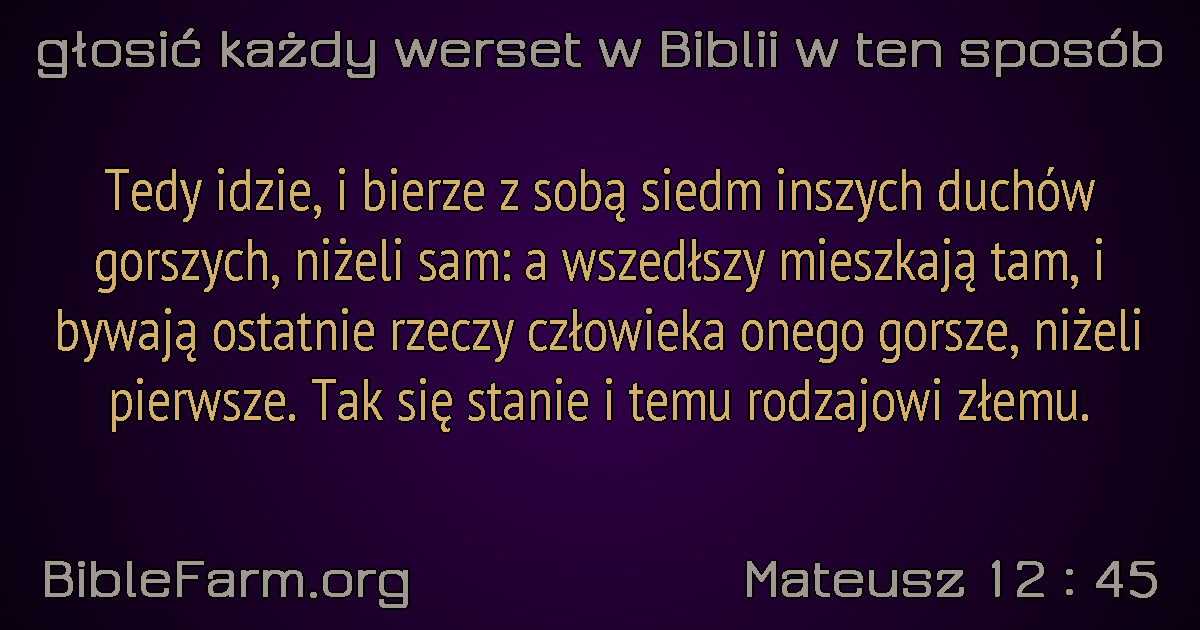 głosić każdy werset w Biblii w ten sposób
Tedy idzie, i bierze z sobą siedm inszych duchów
gorszych, niżeli sam: a wszedłszy mieszkają tam, i
bywają ostatnie rzeczy człowieka onego gorsze, niżeli
pierwsze. Tak się stanie i temu rodzajowi złemu.
BibleFarm.org
Mateusz 12 : 45